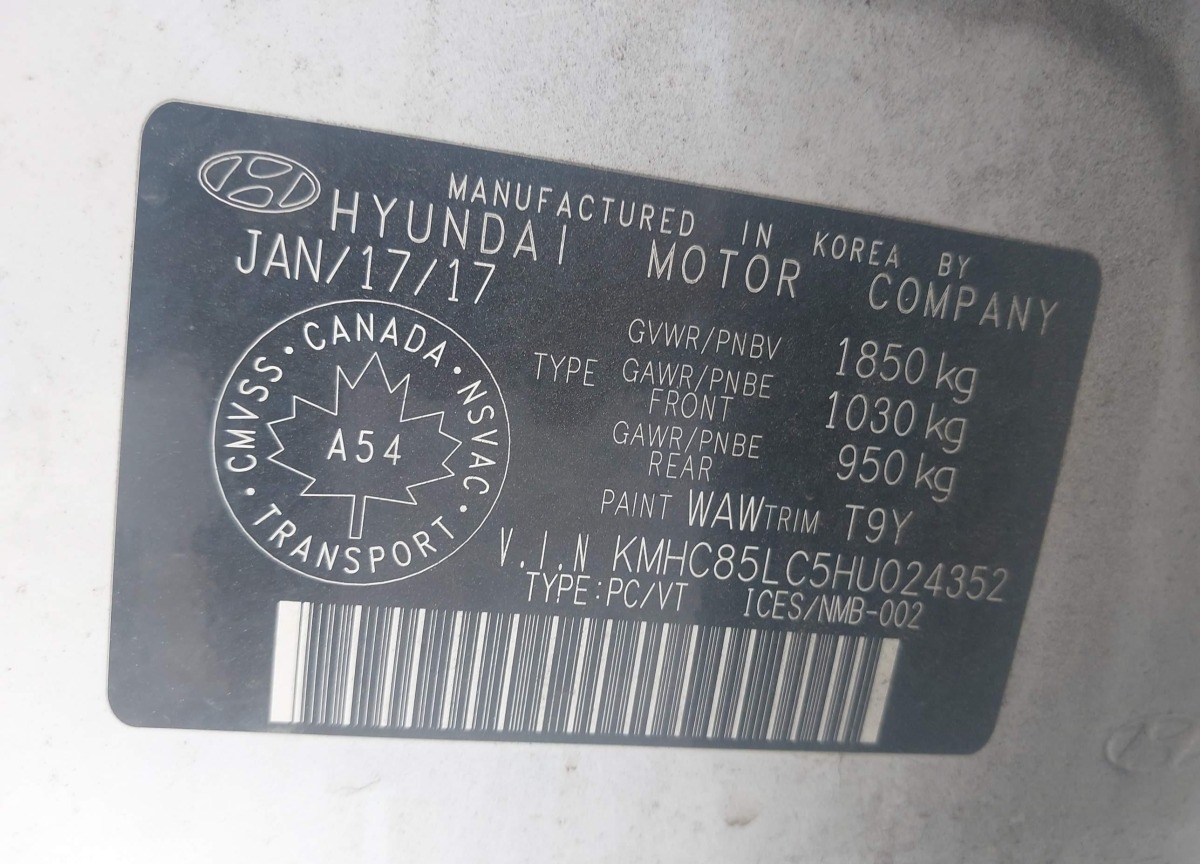 MANUFACTURED IN KOREA BY
HYUNDAI MOTOR COMPANY
JAN/17/17
GVWR/PNBV 1850 kg
TYPE GAWR/PNBE FRONT 1030 kg
GAWR/PNBE REAR 950 kg
PAINT WAW TRIM T9Y
V.I.N KMHC85LC5HU024352
TYPE:PC/VT ICES/NMB-002
CANADA · NSVAC · TRANSPORT · CMVSS ·
A54